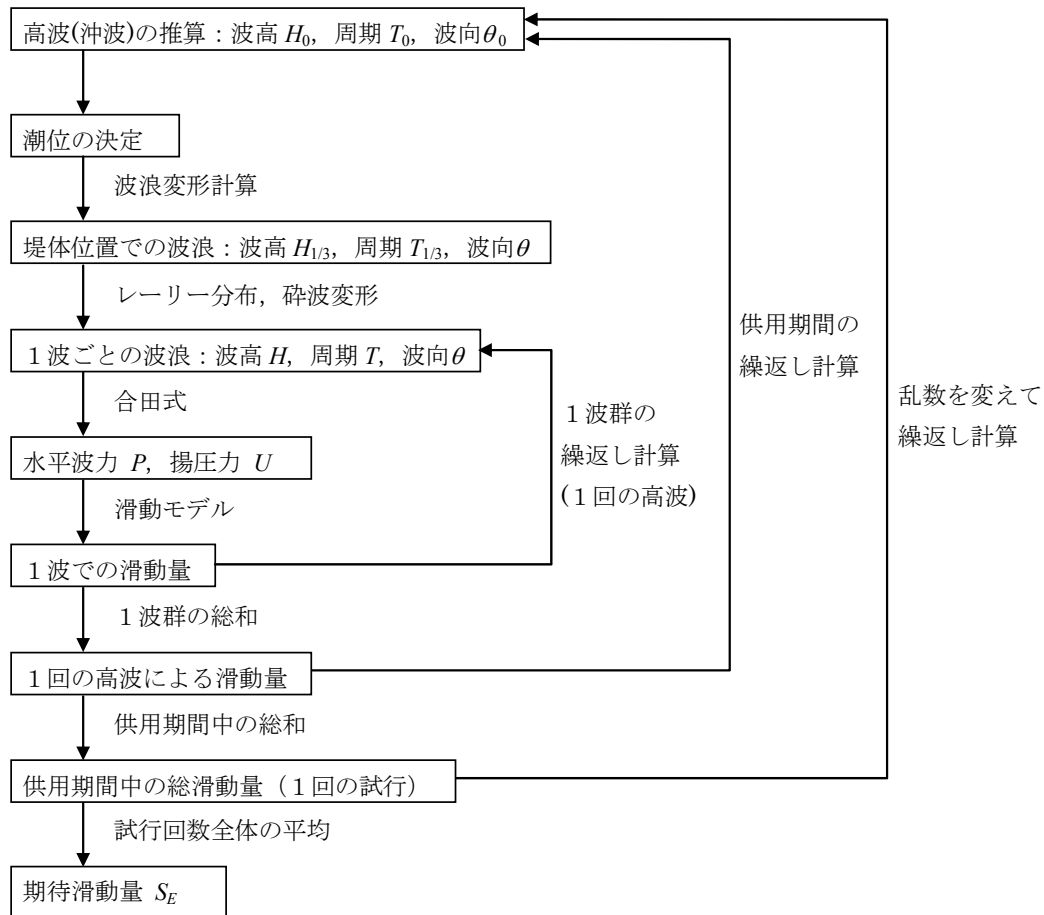 高波(沖波)の推算：波高 H₀，周期 T₀，波向θ₀
潮位の決定
波浪変形計算
堤体位置での波浪：波高 H₁/₃，周期 T₁/₃，波向θ
レーリー分布，砕波変形
１波ごとの波浪：波高 H，周期 T，波向θ
合田式
水平波力 P，揚圧力 U
滑動モデル
１波での滑動量
１波群の総和
１回の高波による滑動量
供用期間中の総和
供用期間中の総滑動量（１回の試行）
試行回数全体の平均
期待滑動量 S_E
１波群の
繰返し計算
(１回の高波)
供用期間の
繰返し計算
乱数を変えて
繰返し計算